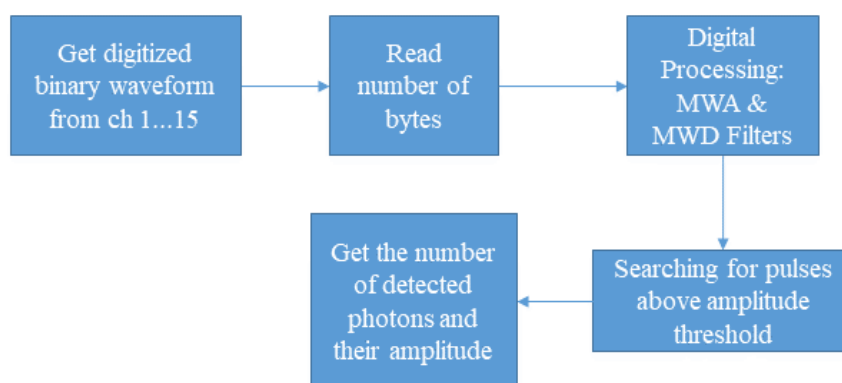 Get digitized
binary waveform
from ch 1...15
Read
number of
bytes
Digital
Processing:
MWA &
MWD Filters
Searching for pulses
above amplitude
threshold
Get the number
of detected
photons and
their amplitude